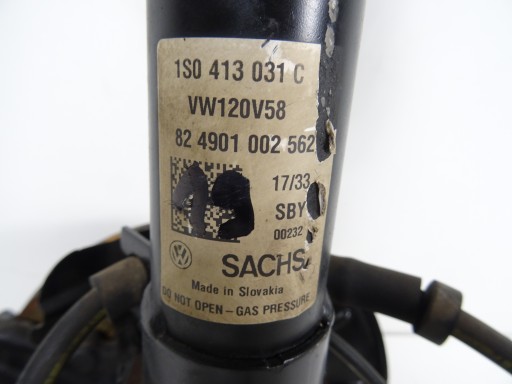 1S0 413 031 C
VW120V58
82 4901 002 562
17/33
SBY
00232
SACHS
Made in Slovakia
DO NOT OPEN - GAS PRESSURE